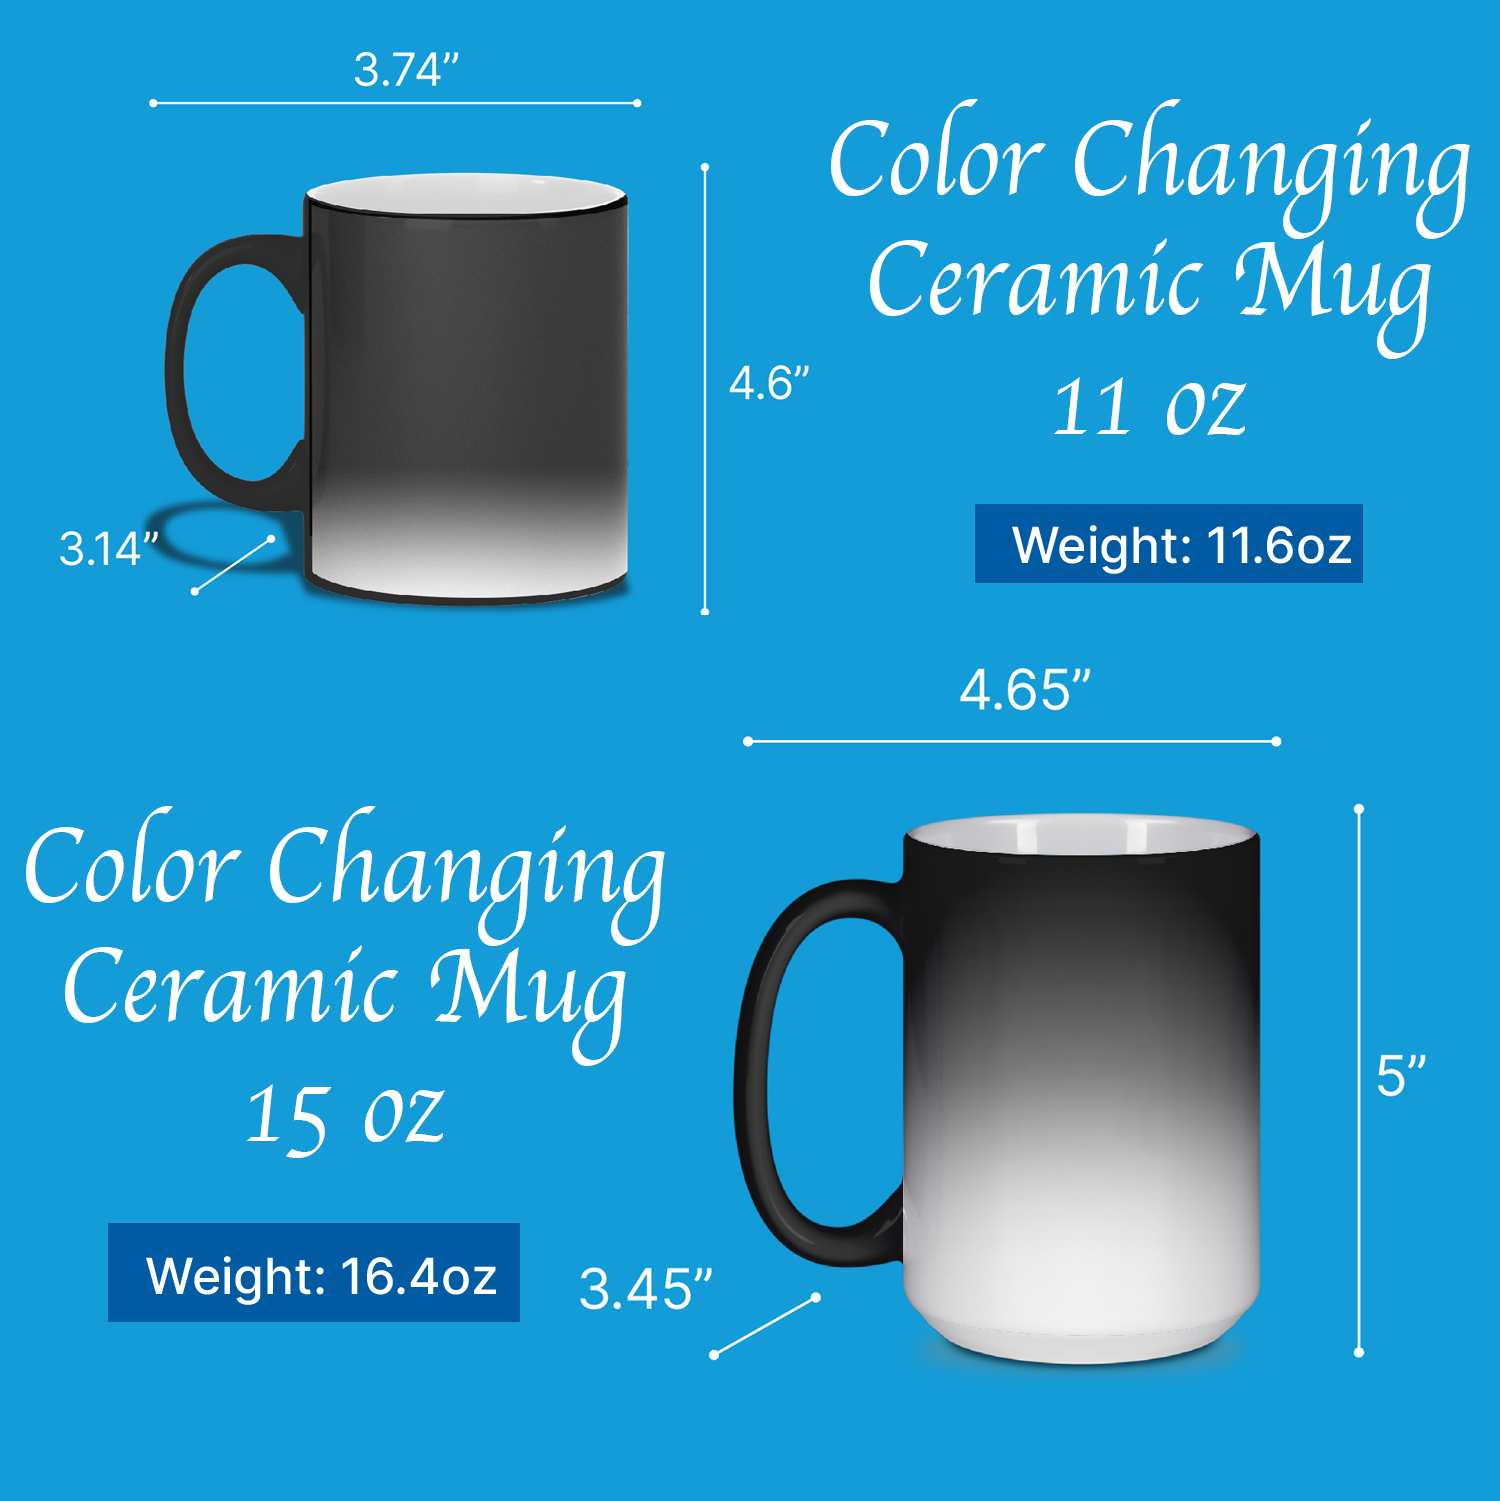 3.74”
Color Changing
Ceramic Mug
11 oz
4.6”
3.14”
Weight: 11.6oz
4.65”
Color Changing
Ceramic Mug
15 oz
5”
Weight: 16.4oz
3.45”